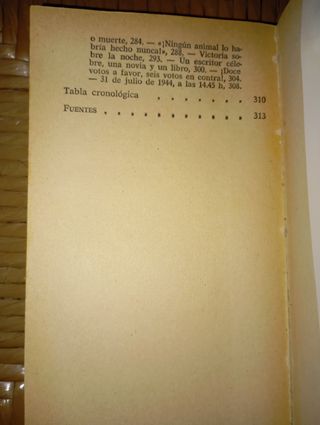 o muerte, 284. — «¡Ningún animal lo ha-
bría hecho nunca!», 288. — Victoria so-
bre la noche, 293. — Un escritor céle-
bre, una novia y un libro, 300. — ¡Doce
votos a favor, seis votos en contra!, 304.
— 31 de julio de 1944, a las 14.45 h, 308.
Tabla cronológica . . . . . . . 310
FUENTES . . . . . . . . . . . 313